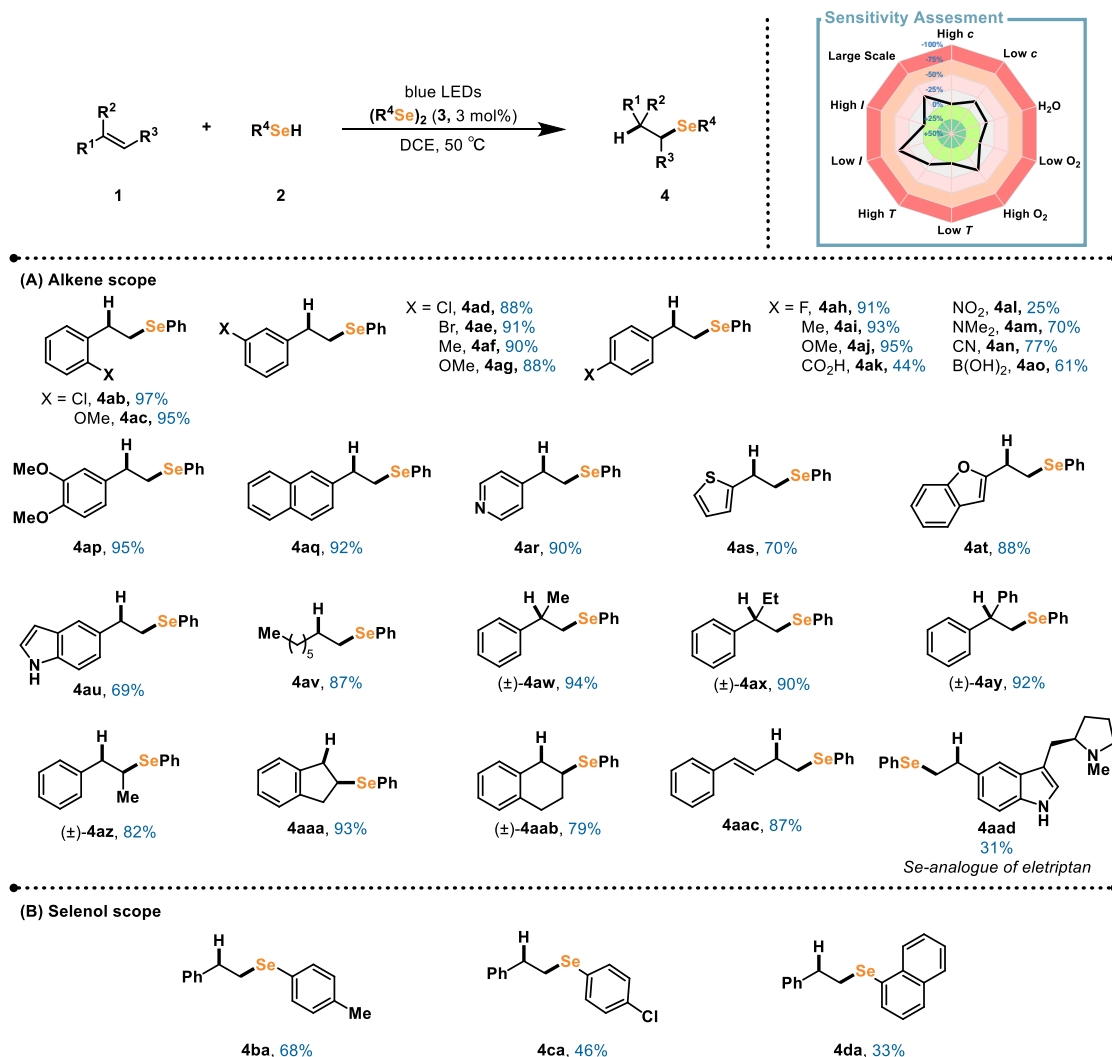 Sensitivity Assesment
High c
Low c
H2O
Low O2
High O2
Low T
High T
Low I
High I
Large Scale
-100%
-75%
-50%
-25%
0%
+25%
+50%
R1
R2
R3
1
+
R4SeH
2
blue LEDs
(R4Se)2 (3, 3 mol%)
DCE, 50 °C
R1 R2
H
SeR4
R3
4
(A) Alkene scope
H
SePh
X
X = Cl, 4ab, 97%
OMe, 4ac, 95%
H
SePh
X
X = Cl, 4ad, 88%
Br, 4ae, 91%
Me, 4af, 90%
OMe, 4ag, 88%
H
SePh
X
X = F, 4ah, 91%
Me, 4ai, 93%
OMe, 4aj, 95%
CO2H, 4ak, 44%
NO2, 4al, 25%
NMe2, 4am, 70%
CN, 4an, 77%
B(OH)2, 4ao, 61%
H
MeO
MeO
SePh
4ap, 95%
H
SePh
4aq, 92%
H
SePh
N
4ar, 90%
H
S
SePh
4as, 70%
H
O
SePh
4at, 88%
H
SePh
N
H
4au, 69%
H
Me
5
SePh
4av, 87%
H Me
SePh
(±)-4aw, 94%
H Et
SePh
(±)-4ax, 90%
H Ph
SePh
(±)-4ay, 92%
H
SePh
Me
(±)-4az, 82%
H
SePh
4aaa, 93%
H
SePh
(±)-4aab, 79%
H
SePh
4aac, 87%
H
PhSe
N
Me
N
H
4aad
31%
Se-analogue of eletriptan
(B) Selenol scope
H
Ph
Se
Me
4ba, 68%
H
Ph
Se
Cl
4ca, 46%
H
Ph
Se
4da, 33%